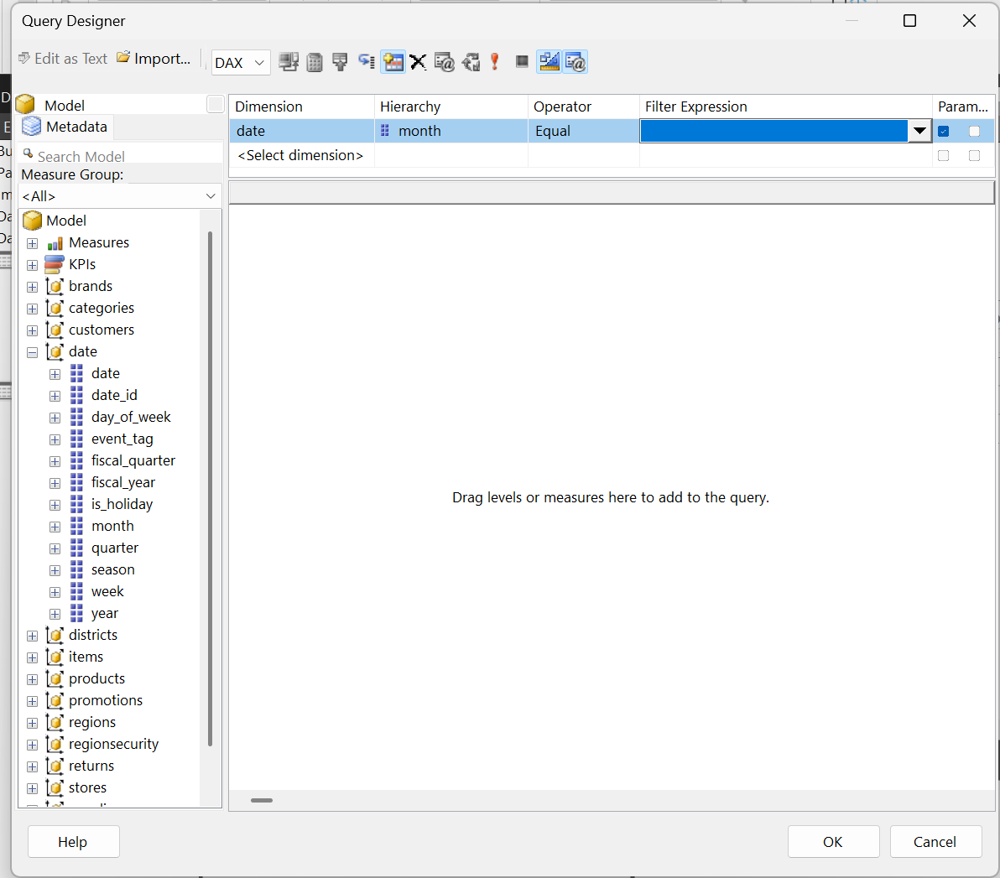 Query Designer
Edit as Text Import... DAX
Model
Metadata
Search Model
Measure Group:
<All>
Model
Measures
KPIs
brands
categories
customers
date
date
date_id
day_of_week
event_tag
fiscal_quarter
fiscal_year
is_holiday
month
quarter
season
week
year
districts
items
products
promotions
regions
regionsecurity
returns
stores
Dimension Hierarchy Operator Filter Expression Param...
date month Equal
<Select dimension>
Drag levels or measures here to add to the query.
Help OK Cancel